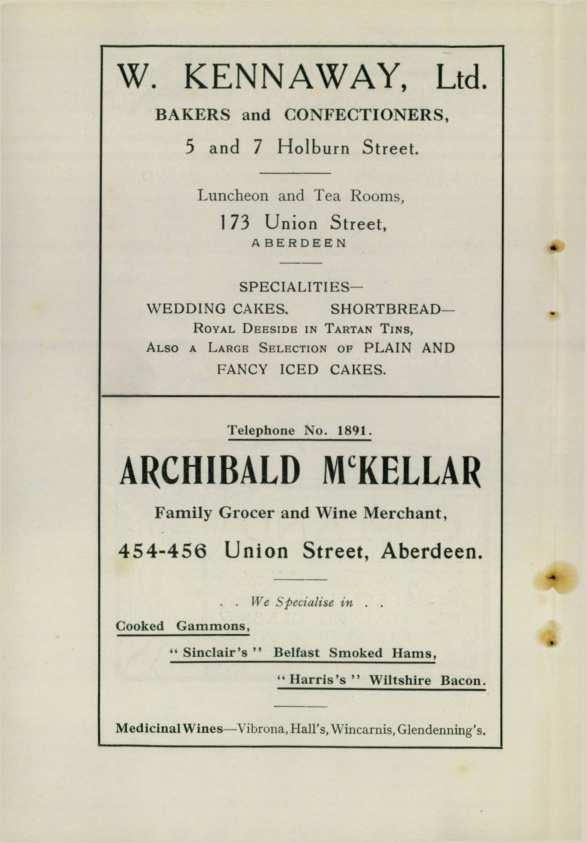 W. KENNAWAY, Ltd.
BAKERS and CONFECTIONERS,
5 and 7 Holburn Street.
Luncheon and Tea Rooms,
173 Union Street,
ABERDEEN
SPECIALITIES—
WEDDING CAKES. SHORTBREAD—
ROYAL DEESIDE IN TARTAN TINS,
ALSO A LARGE SELECTION OF PLAIN AND
FANCY ICED CAKES.
Telephone No. 1891.
ARCHIBALD McKELLAR
Family Grocer and Wine Merchant,
454-456 Union Street, Aberdeen.
. . We Specialise in . .
Cooked Gammons,
"Sinclair's" Belfast Smoked Hams,
"Harris's" Wiltshire Bacon.
Medicinal Wines—Vibrona, Hall's, Wincarnis, Glendenning's.